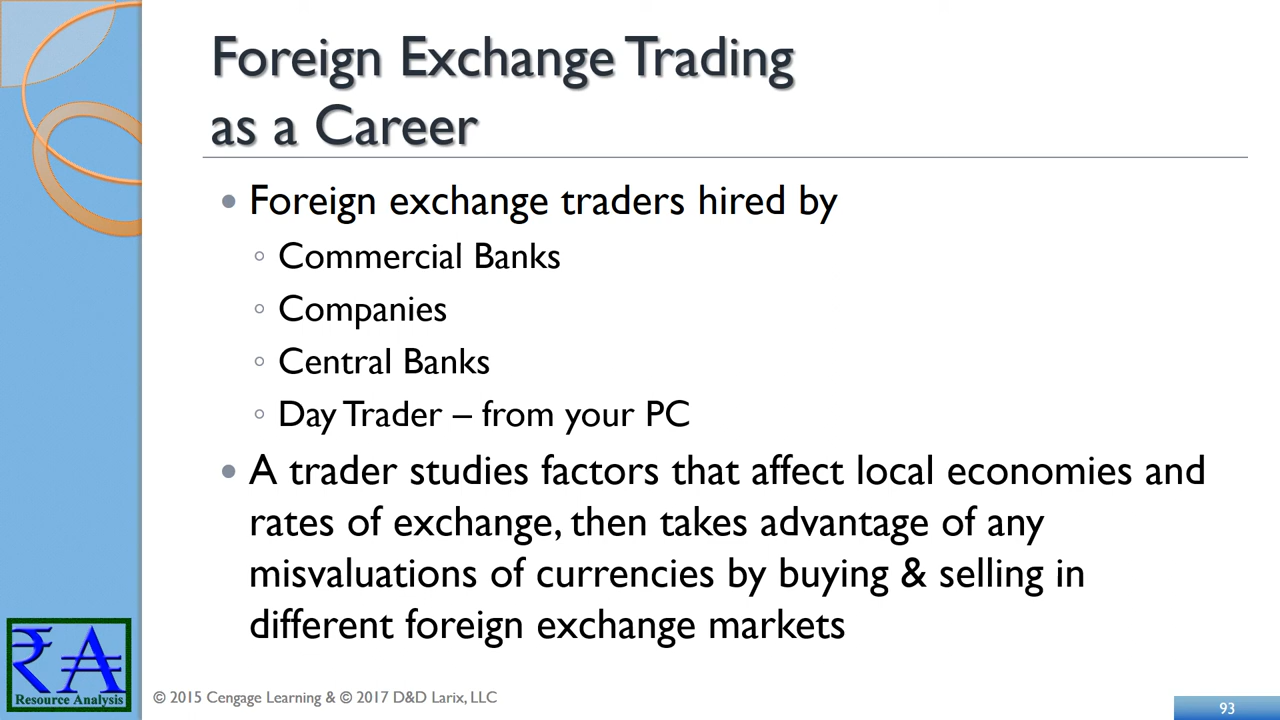 Foreign Exchange Trading
as a Career
• Foreign exchange traders hired by
◦ Commercial Banks
◦ Companies
◦ Central Banks
◦ Day Trader – from your PC
• A trader studies factors that affect local economies and
rates of exchange, then takes advantage of any
misvaluations of currencies by buying & selling in
different foreign exchange markets
₹A
Resource Analysis
© 2015 Cengage Learning & © 2017 D&D Larix, LLC
93